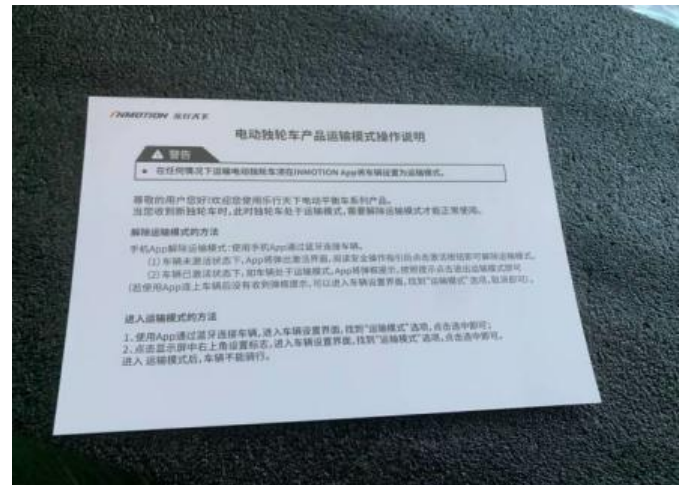 INMOTION 乐行天下
电动独轮车产品运输模式操作说明
警告
• 在任何情况下运输电动独轮车请在INMOTION App将车辆设置为运输模式。
尊敬的用户您好!欢迎您使用乐行天下电动平衡车系列产品。
当您收到新独轮车时,此时独轮车处于运输模式,需要解除运输模式才能正常使用。
解除运输模式的方法
手机App解除运输模式:使用手机App通过蓝牙连接车辆。
(1)车辆未激活状态下,App将弹出激活界面,阅读安全操作指引后点击激活按钮即可解除运输模式。
(2)车辆已激活状态下,如车辆处于运输模式,App将弹框提示,按照提示点击退出运输模式即可
(若使用App连上车辆后没有收到弹框提示,可以进入车辆设置界面,找到“运输模式”选项,取消即可)。
进入运输模式的方法
1.使用App通过蓝牙连接车辆,进入车辆设置界面,找到“运输模式”选项,点击选中即可;
2.点击显示屏中右上角设置标志,进入车辆设置界面,找到“运输模式”选项,点击选中即可。
进入运输模式后,车辆不能骑行。